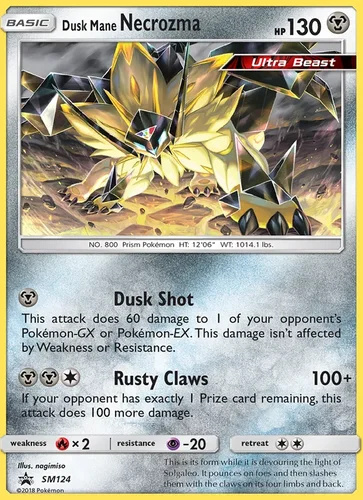 BASIC Dusk Mane Necrozma HP 130
Ultra Beast
NO. 800 Prism Pokémon HT: 12'06" WT: 1014.1 lbs.
Dusk Shot
This attack does 60 damage to 1 of your opponent's
Pokémon-GX or Pokémon-EX. This damage isn't affected
by Weakness or Resistance.
Rusty Claws 100+
If your opponent has exactly 1 Prize card remaining, this
attack does 100 more damage.
weakness ×2 resistance -20 retreat
Illus. nagimiso
SM124
©2018 Pokémon
This is its form while it is devouring the light of
Solgaleo. It pounces on foes and then slashes
them with the claws on its four limbs and back.